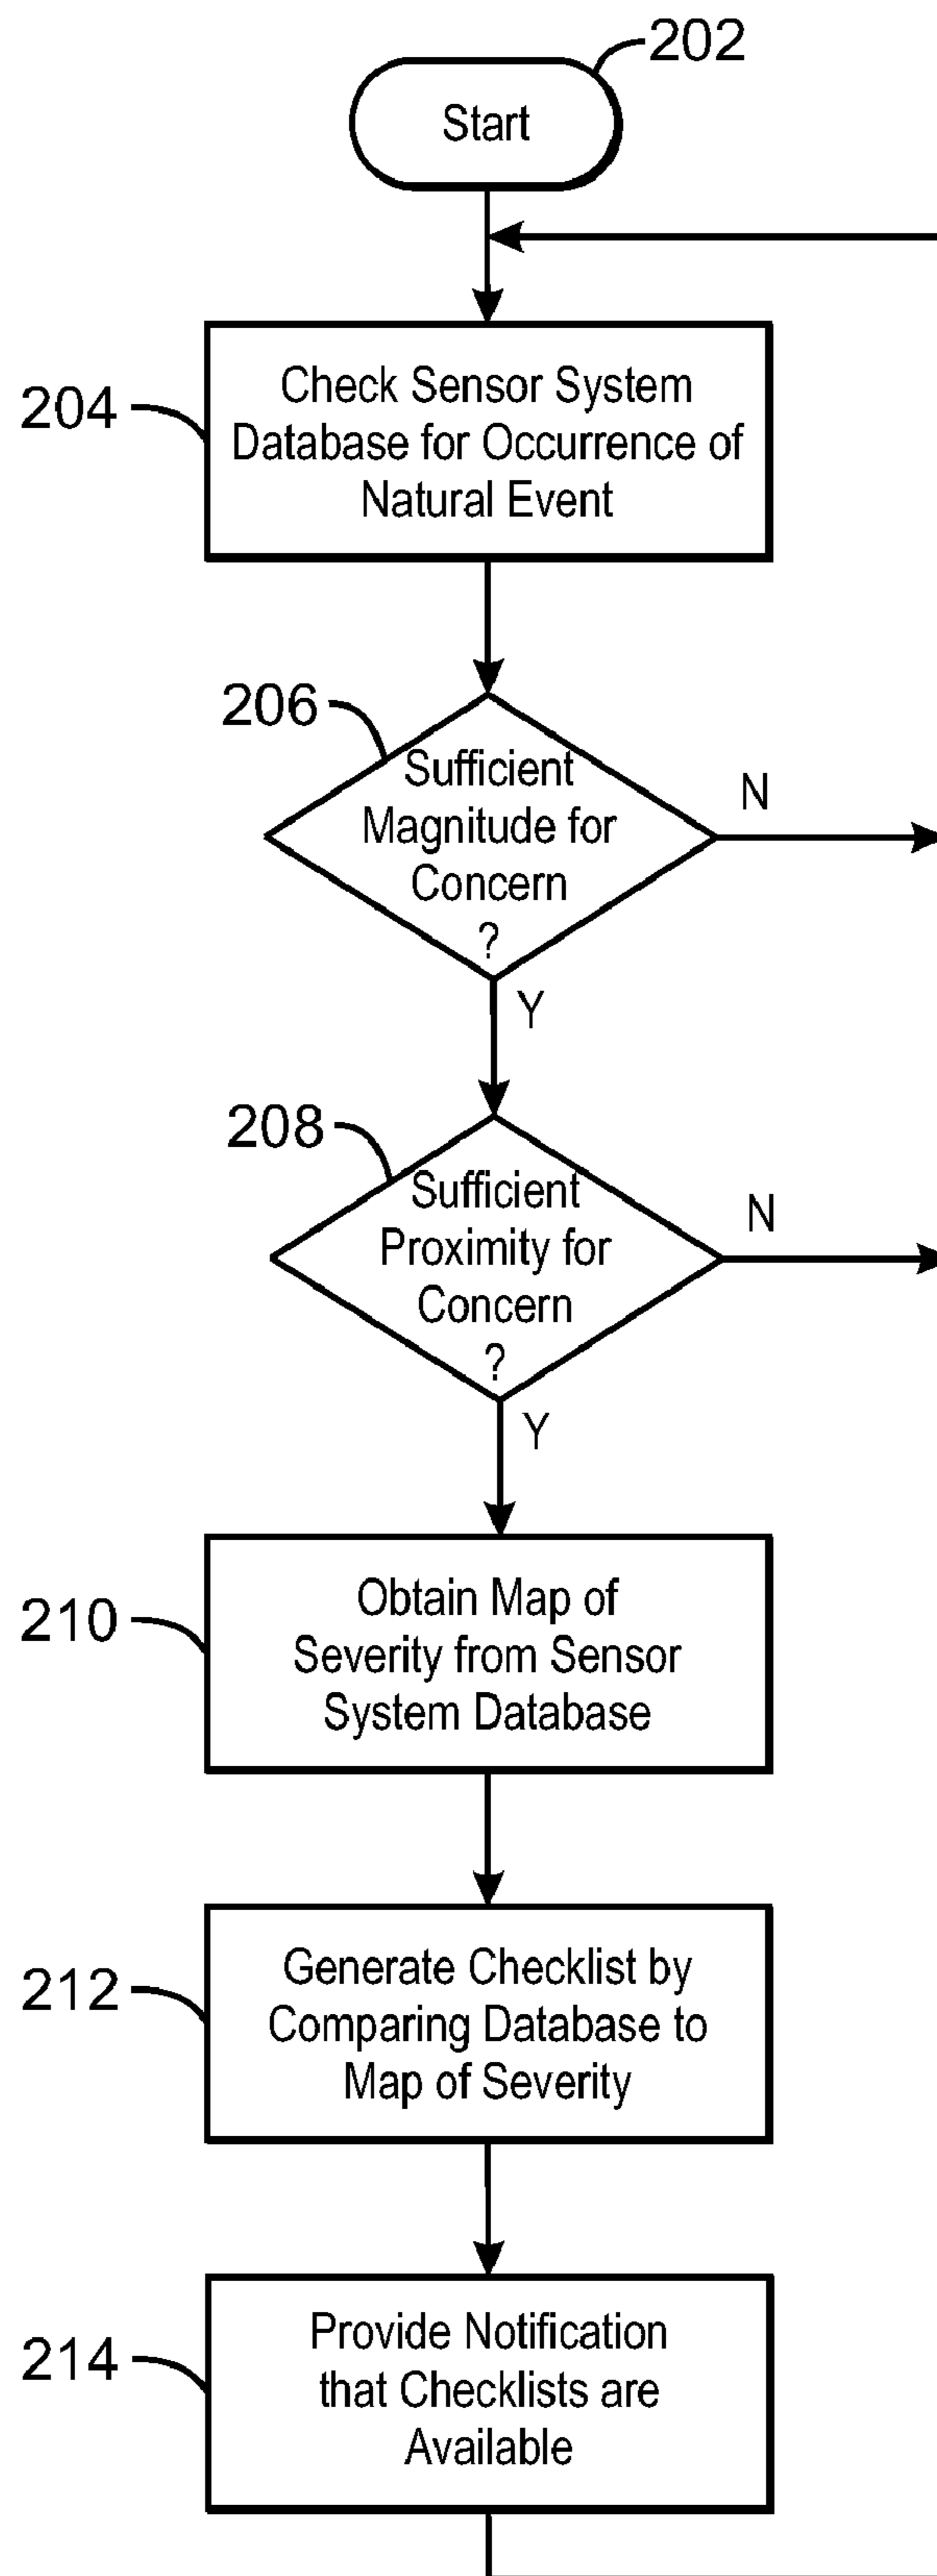 202
Start
204
Check Sensor System
Database for Occurrence of
Natural Event
206
Sufficient
Magnitude for
Concern
?
N
Y
208
Sufficient
Proximity for
Concern
?
N
Y
210
Obtain Map of
Severity from Sensor
System Database
212
Generate Checklist by
Comparing Database to
Map of Severity
214
Provide Notification
that Checklists are
Available